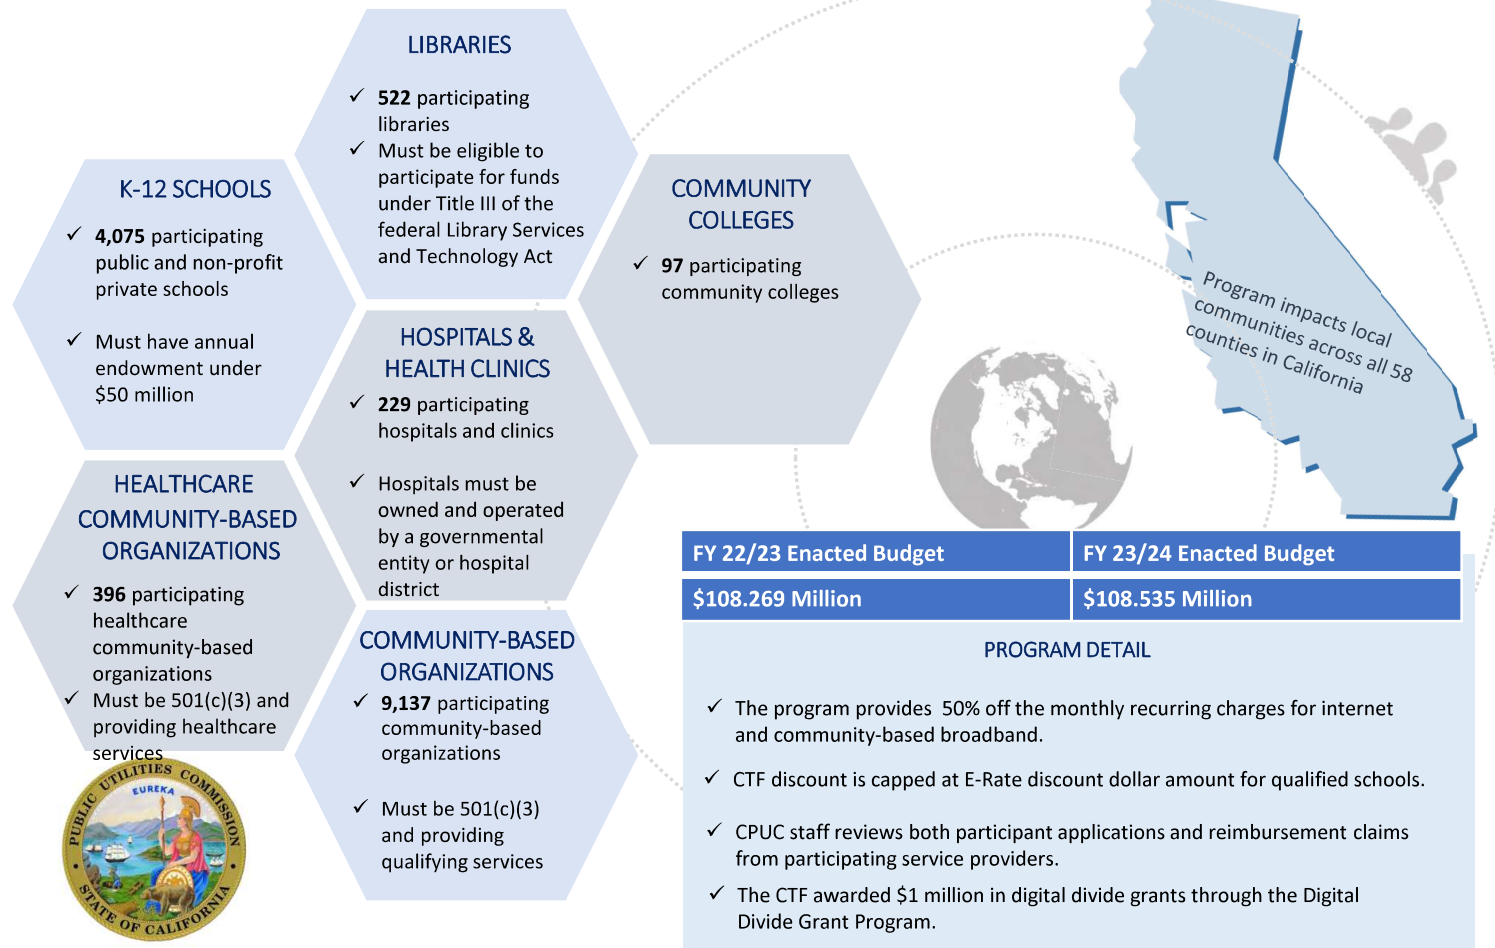 LIBRARIES
✓ 522 participating
libraries
✓ Must be eligible to
participate for funds
under Title III of the
federal Library Services
and Technology Act
K-12 SCHOOLS
✓ 4,075 participating
public and non-profit
private schools
✓ Must have annual
endowment under
$50 million
COMMUNITY
COLLEGES
✓ 97 participating
community colleges
HOSPITALS &
HEALTH CLINICS
✓ 229 participating
hospitals and clinics
✓ Hospitals must be
owned and operated
by a governmental
entity or hospital
district
HEALTHCARE
COMMUNITY-BASED
ORGANIZATIONS
✓ 396 participating
healthcare
community-based
organizations
✓ Must be 501(c)(3) and
providing healthcare
services
COMMUNITY-BASED
ORGANIZATIONS
✓ 9,137 participating
community-based
organizations
✓ Must be 501(c)(3)
and providing
qualifying services
PUBLIC UTILITIES COMMISSION
EUREKA
STATE OF CALIFORNIA
Program impacts local
communities across all 58
counties in California
FY 22/23 Enacted Budget FY 23/24 Enacted Budget
$108.269 Million $108.535 Million
PROGRAM DETAIL
✓ The program provides 50% off the monthly recurring charges for internet
and community-based broadband.
✓ CTF discount is capped at E-Rate discount dollar amount for qualified schools.
✓ CPUC staff reviews both participant applications and reimbursement claims
from participating service providers.
✓ The CTF awarded $1 million in digital divide grants through the Digital
Divide Grant Program.